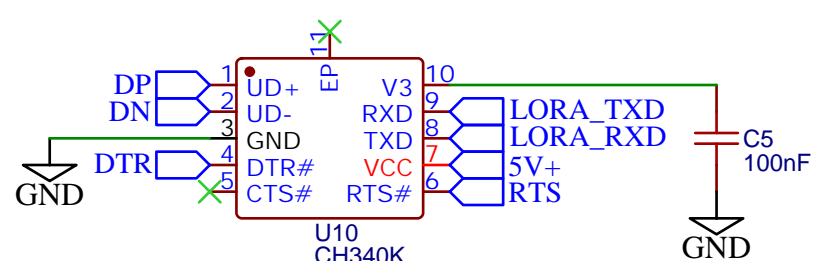 11
EP
DP 1 UD+ V3 10
DN 2 UD- RXD 9 LORA_TXD
3 GND TXD 8 LORA_RXD
DTR 4 DTR# VCC 7 5V+
5 CTS# RTS# 6 RTS
GND
C5
100nF
GND
U10
CH340K